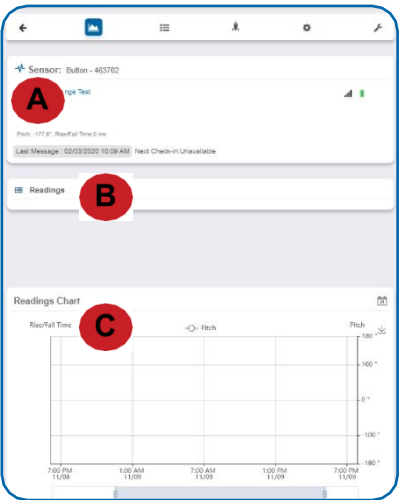 Sensor: Button - 463702
A
nge Test
Pitch: -177.6°, Rise/Fall Time:0 ms
Last Message : 02/03/2020 10:09 AM Next Check-in:Unavailable
Readings
B
Readings Chart
C
Rise/Fall Time
Pitch
Pitch
180 °
100 °
0 °
-100 °
180 °
7:00 PM 1:00 AM 7:00 AM 1:00 PM 7:00 PM
11/08 11/09 11/09 11/09 11/09